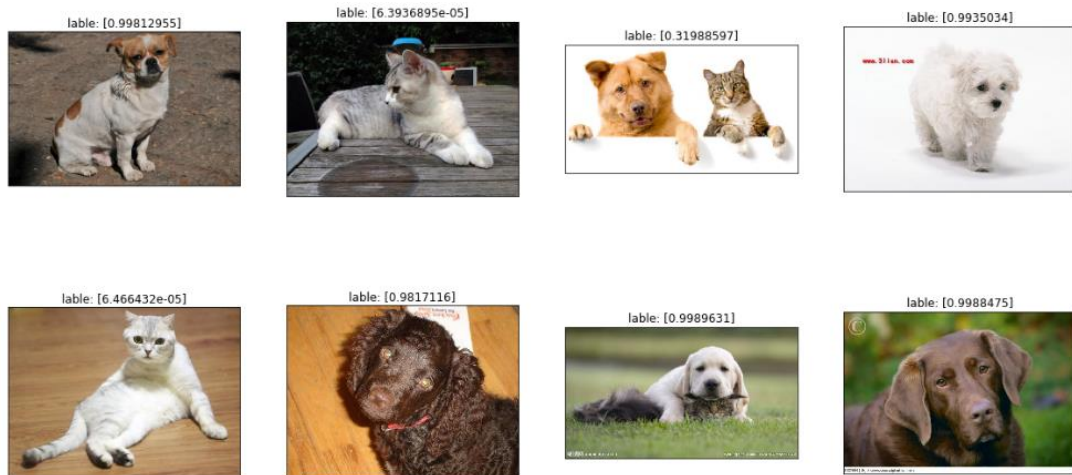 lable: [0.99812955]
lable: [6.3936895e-05]
lable: [0.31988597]
lable: [0.9935034]
lable: [6.466432e-05]
lable: [0.9817116]
lable: [0.9989631]
lable: [0.9988475]
©